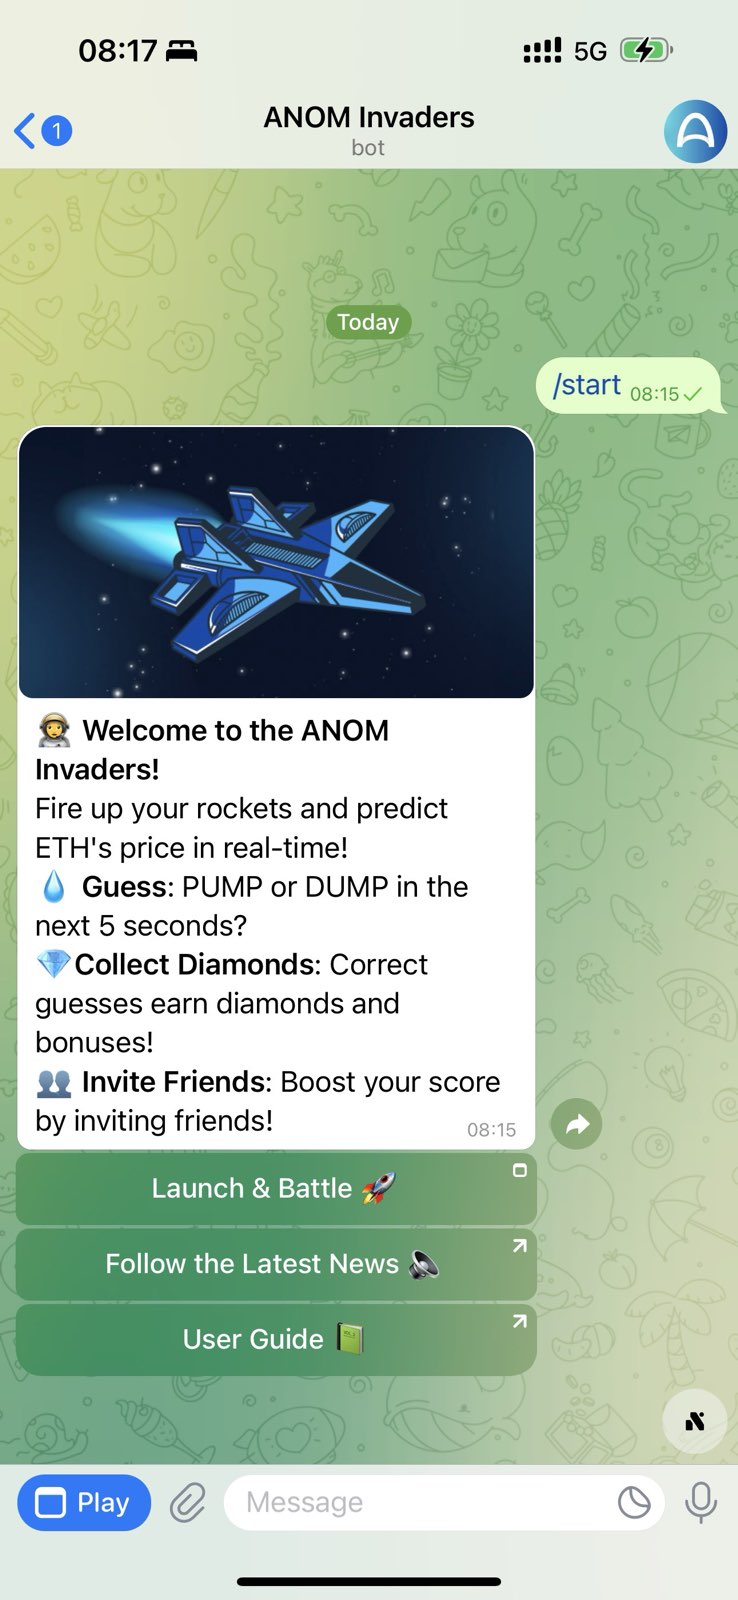 08:17
5G
1
ANOM Invaders
bot
Today
/start 08:15
Welcome to the ANOM
Invaders!
Fire up your rockets and predict
ETH's price in real-time!
Guess: PUMP or DUMP in the
next 5 seconds?
Collect Diamonds: Correct
guesses earn diamonds and
bonuses!
Invite Friends: Boost your score
by inviting friends!
08:15
Launch & Battle
Follow the Latest News
User Guide
Play
Message